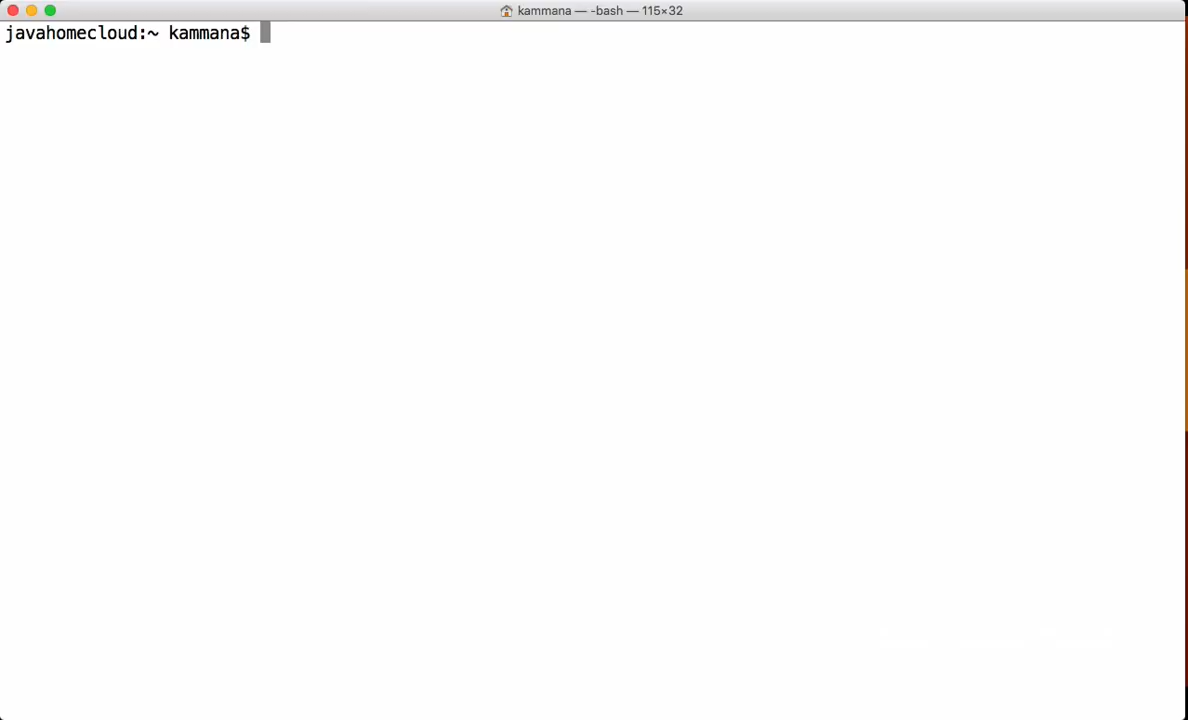 kammana — -bash — 115×32
javahomecloud:~ kammana$